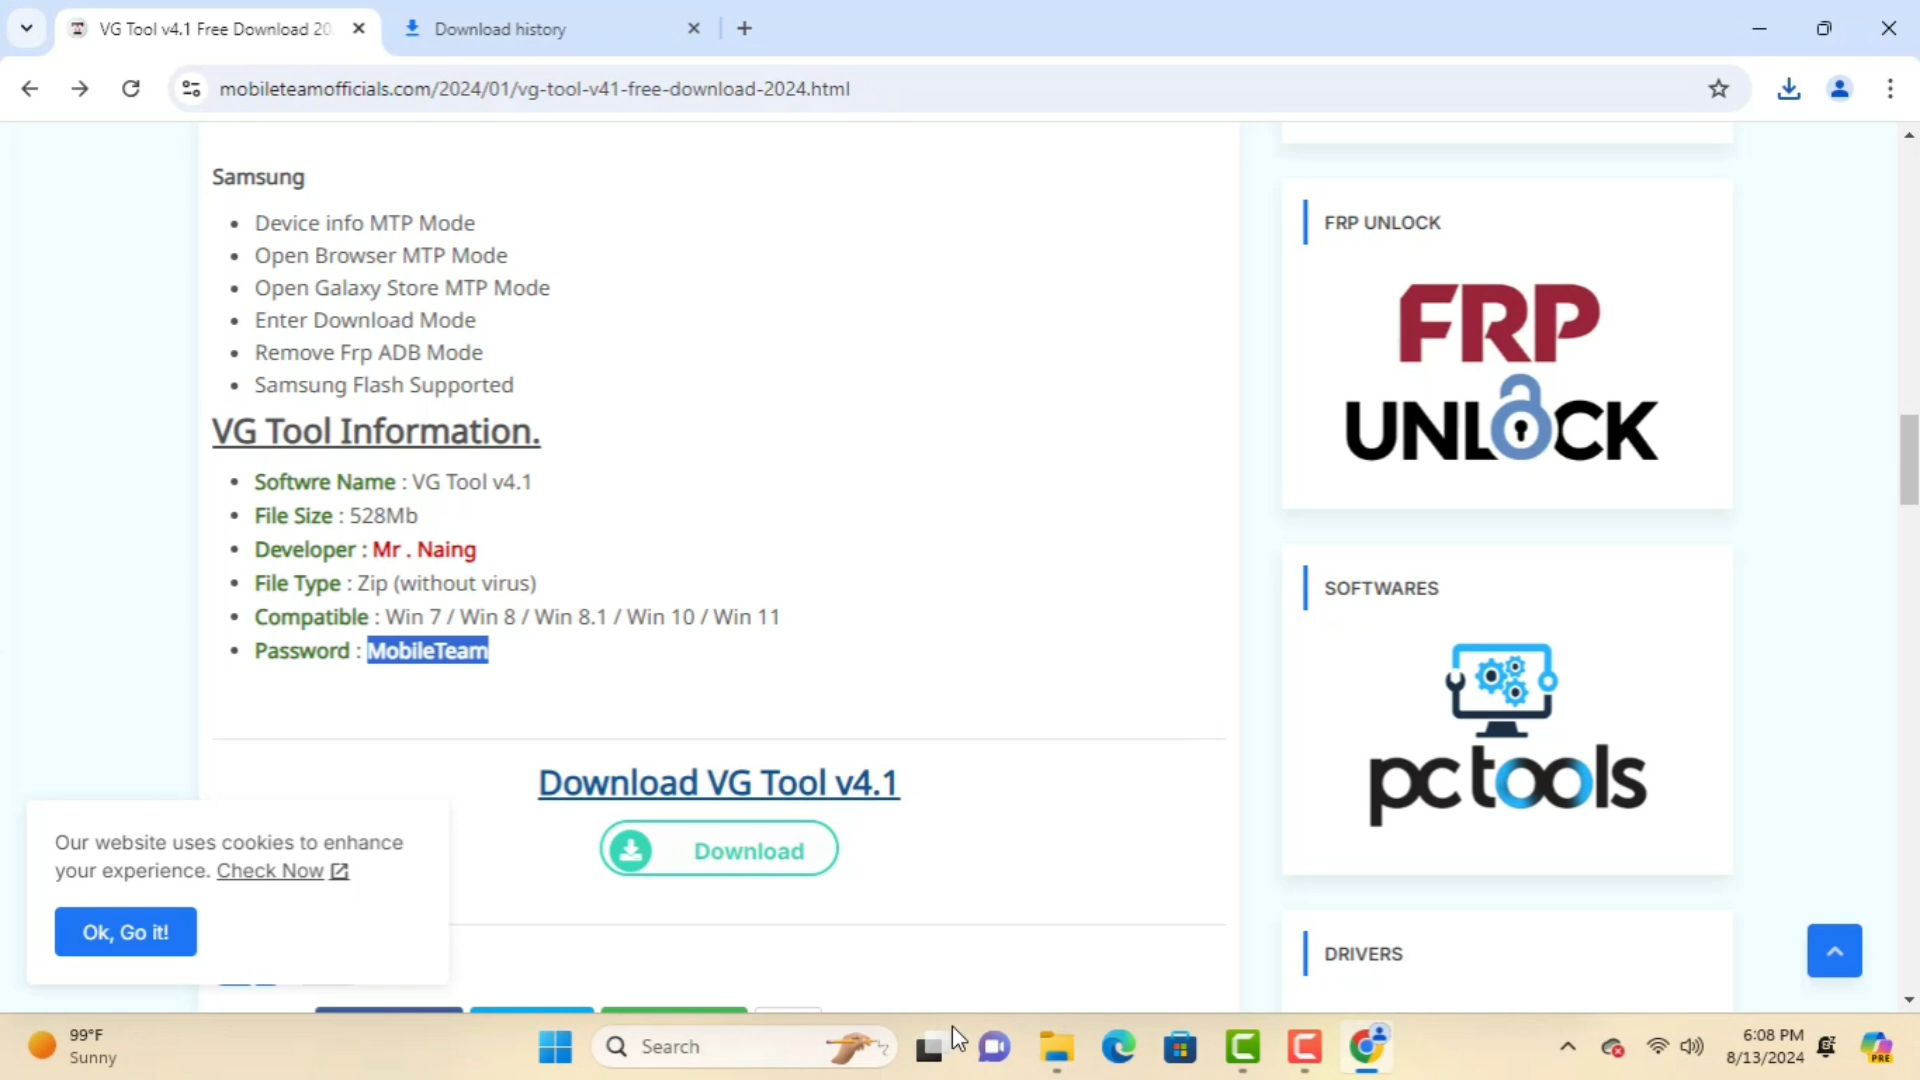 VG Tool v4.1 Free Download 20
Download history
mobileteamofficials.com/2024/01/vg-tool-v41-free-download-2024.html
Samsung
Device info MTP Mode
Open Browser MTP Mode
Open Galaxy Store MTP Mode
Enter Download Mode
Remove Frp ADB Mode
Samsung Flash Supported
VG Tool Information.
Softwre Name : VG Tool v4.1
File Size : 528Mb
Developer : Mr . Naing
File Type : Zip (without virus)
Compatible : Win 7 / Win 8 / Win 8.1 / Win 10 / Win 11
Password : MobileTeam
Download VG Tool v4.1
Download
Our website uses cookies to enhance
your experience. Check Now
Ok, Go it!
FRP UNLOCK
FRP
UNLOCK
SOFTWARES
pctools
DRIVERS
99°F
Sunny
Search
6:08 PM
8/13/2024
PRE